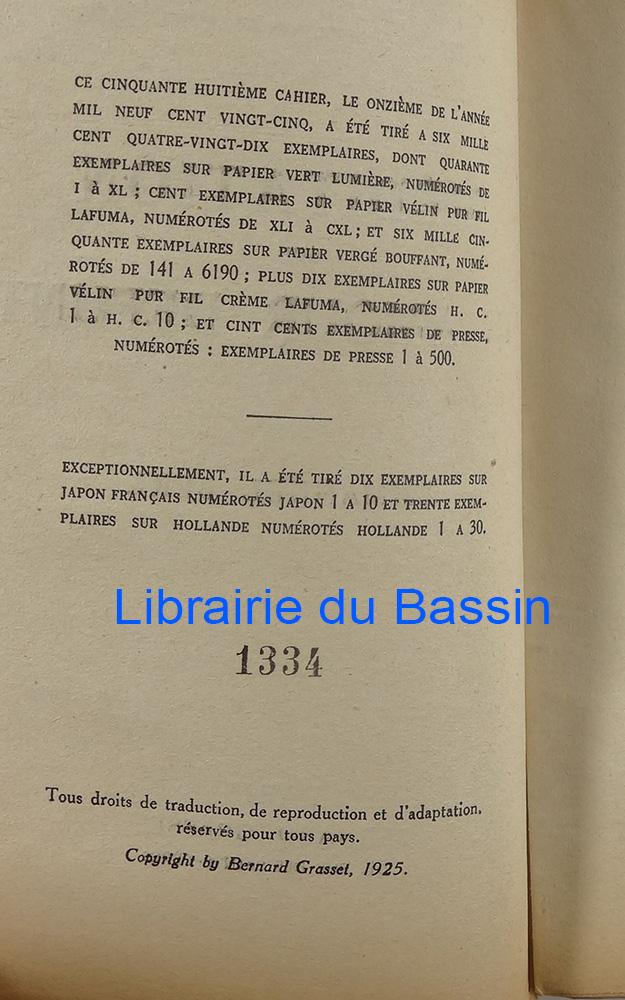 CE CINQUANTE HUITIÈME CAHIER, LE ONZIÈME DE L'ANNÉE
MIL NEUF CENT VINGT-CINQ, A ÉTÉ TIRÉ A SIX MILLE
CENT QUATRE-VINGT-DIX EXEMPLAIRES, DONT QUARANTE
EXEMPLAIRES SUR PAPIER VERT LUMIÈRE, NUMÉROTÉS DE
I à XL ; CENT EXEMPLAIRES SUR PAPIER VÉLIN PUR FIL
LAFUMA, NUMÉROTÉS DE XLI à CXL ; ET SIX MILLE CIN-
QUANTE EXEMPLAIRES SUR PAPIER VERGÉ BOUFFANT, NUMÉ-
ROTÉS DE 141 A 6190 ; PLUS DIX EXEMPLAIRES SUR PAPIER
VÉLIN PUR FIL CRÈME LAFUMA, NUMÉROTÉS H. C.
1 à H. C. 10 ; ET CINT CENTS EXEMPLAIRES DE PRESSE,
NUMÉROTÉS : EXEMPLAIRES DE PRESSE 1 à 500.
EXCEPTIONNELLEMENT, IL A ÉTÉ TIRÉ DIX EXEMPLAIRES SUR
JAPON FRANÇAIS NUMÉROTÉS JAPON 1 A 10 ET TRENTE EXEM-
PLAIRES SUR HOLLANDE NUMÉROTÉS HOLLANDE 1 A 30.
Librairie du Bassin
1334
Tous droits de traduction, de reproduction et d'adaptation,
réservés pour tous pays.
Copyright by Bernard Grasset, 1925.